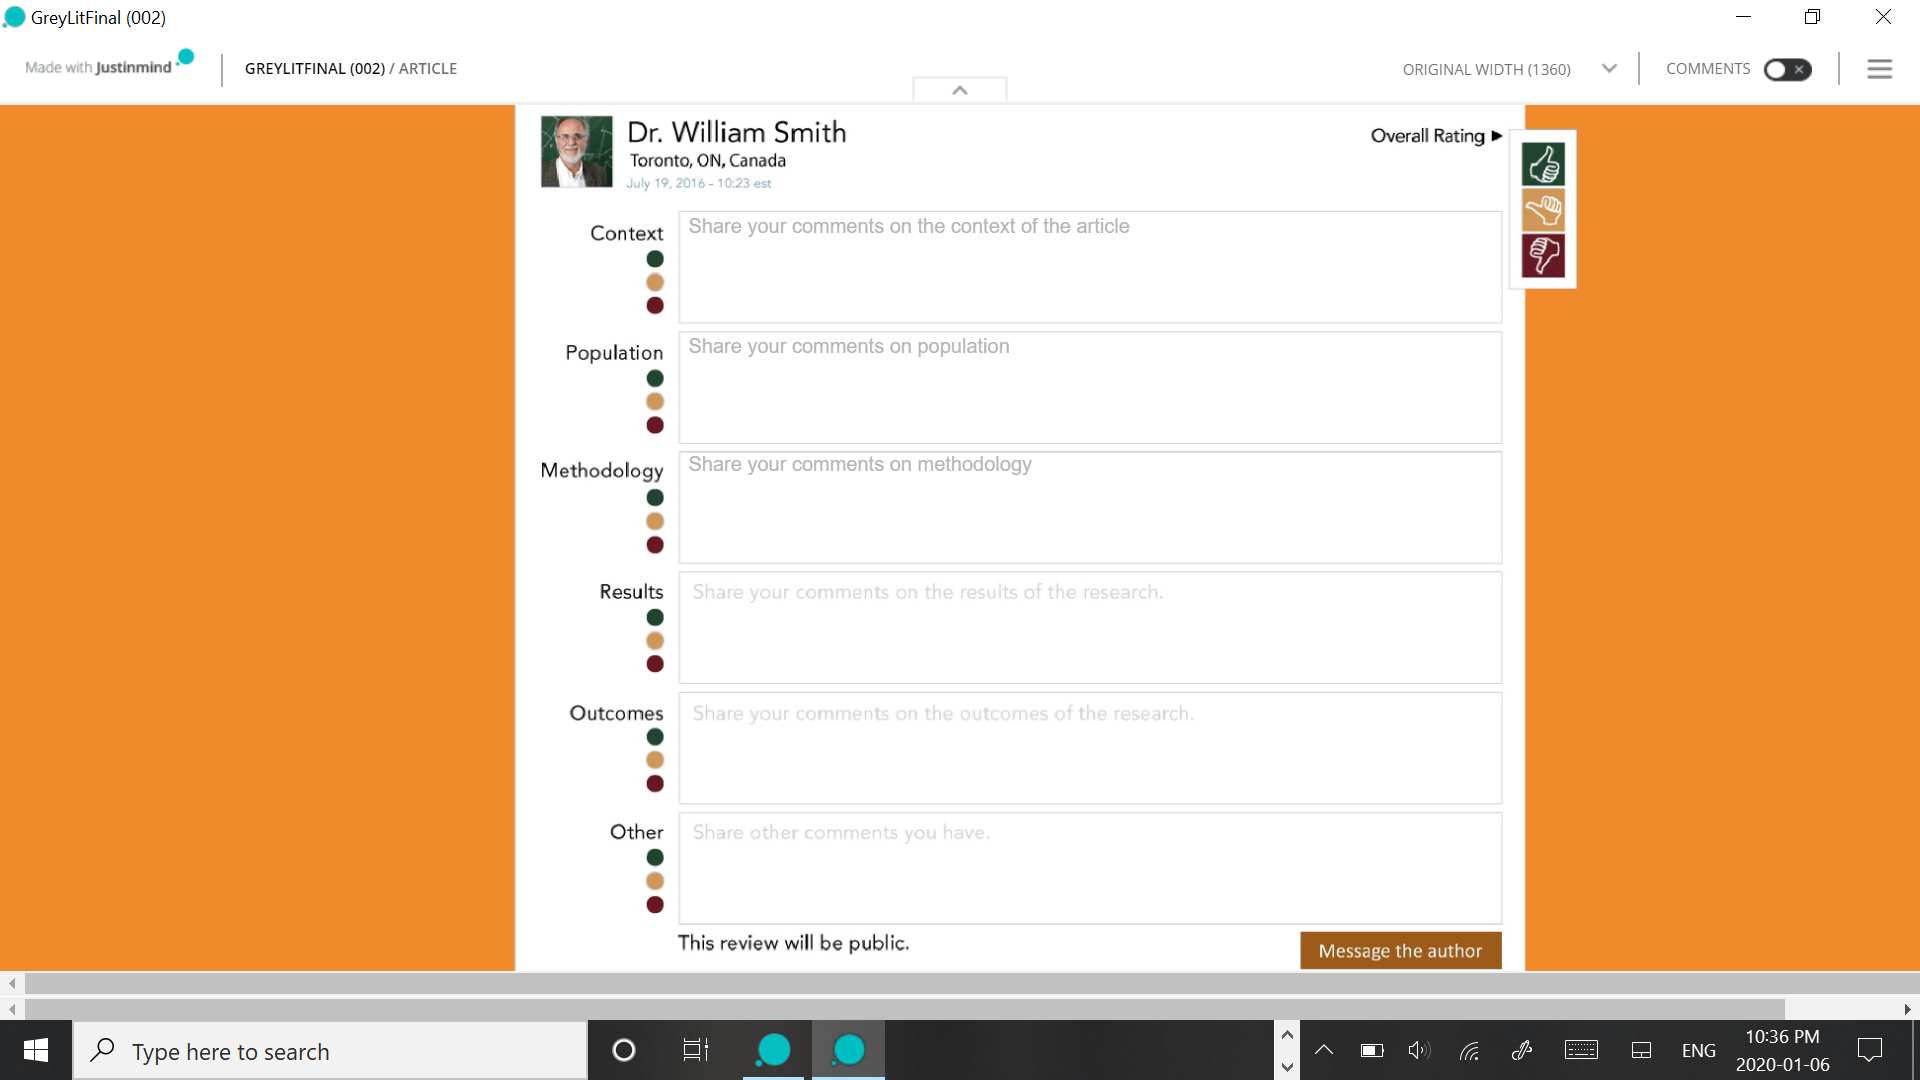 GreyLitFinal (002)
Made with Justinmind
GREYLITFINAL (002) / ARTICLE
ORIGINAL WIDTH (1360)
COMMENTS
Dr. William Smith
Toronto, ON, Canada
July 19, 2016 - 10:23 est
Overall Rating
Context
Share your comments on the context of the article
Population
Share your comments on population
Methodology
Share your comments on methodology
Results
Share your comments on the results of the research.
Outcomes
Share your comments on the outcomes of the research.
Other
Share other comments you have.
This review will be public.
Message the author
Type here to search
ENG
10:36 PM
2020-01-06